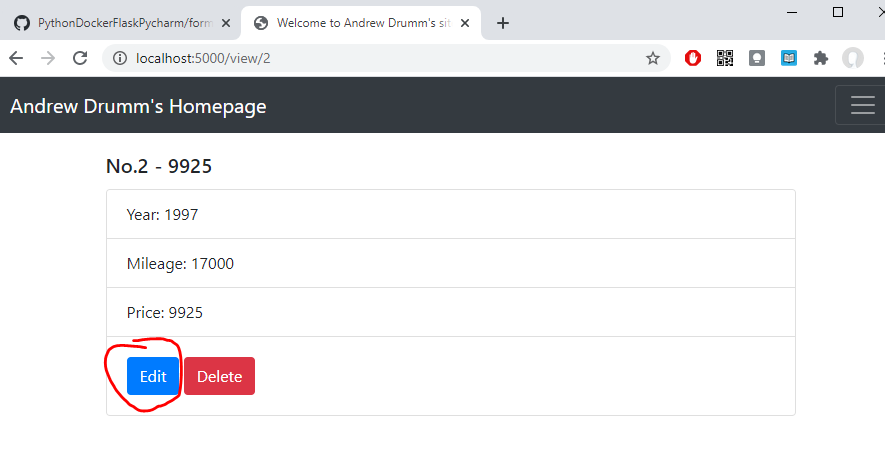 PythonDockerFlaskPycharm/form
Welcome to Andrew Drumm's sit
localhost:5000/view/2
Andrew Drumm's Homepage
No.2 - 9925
Year: 1997
Mileage: 17000
Price: 9925
Edit Delete